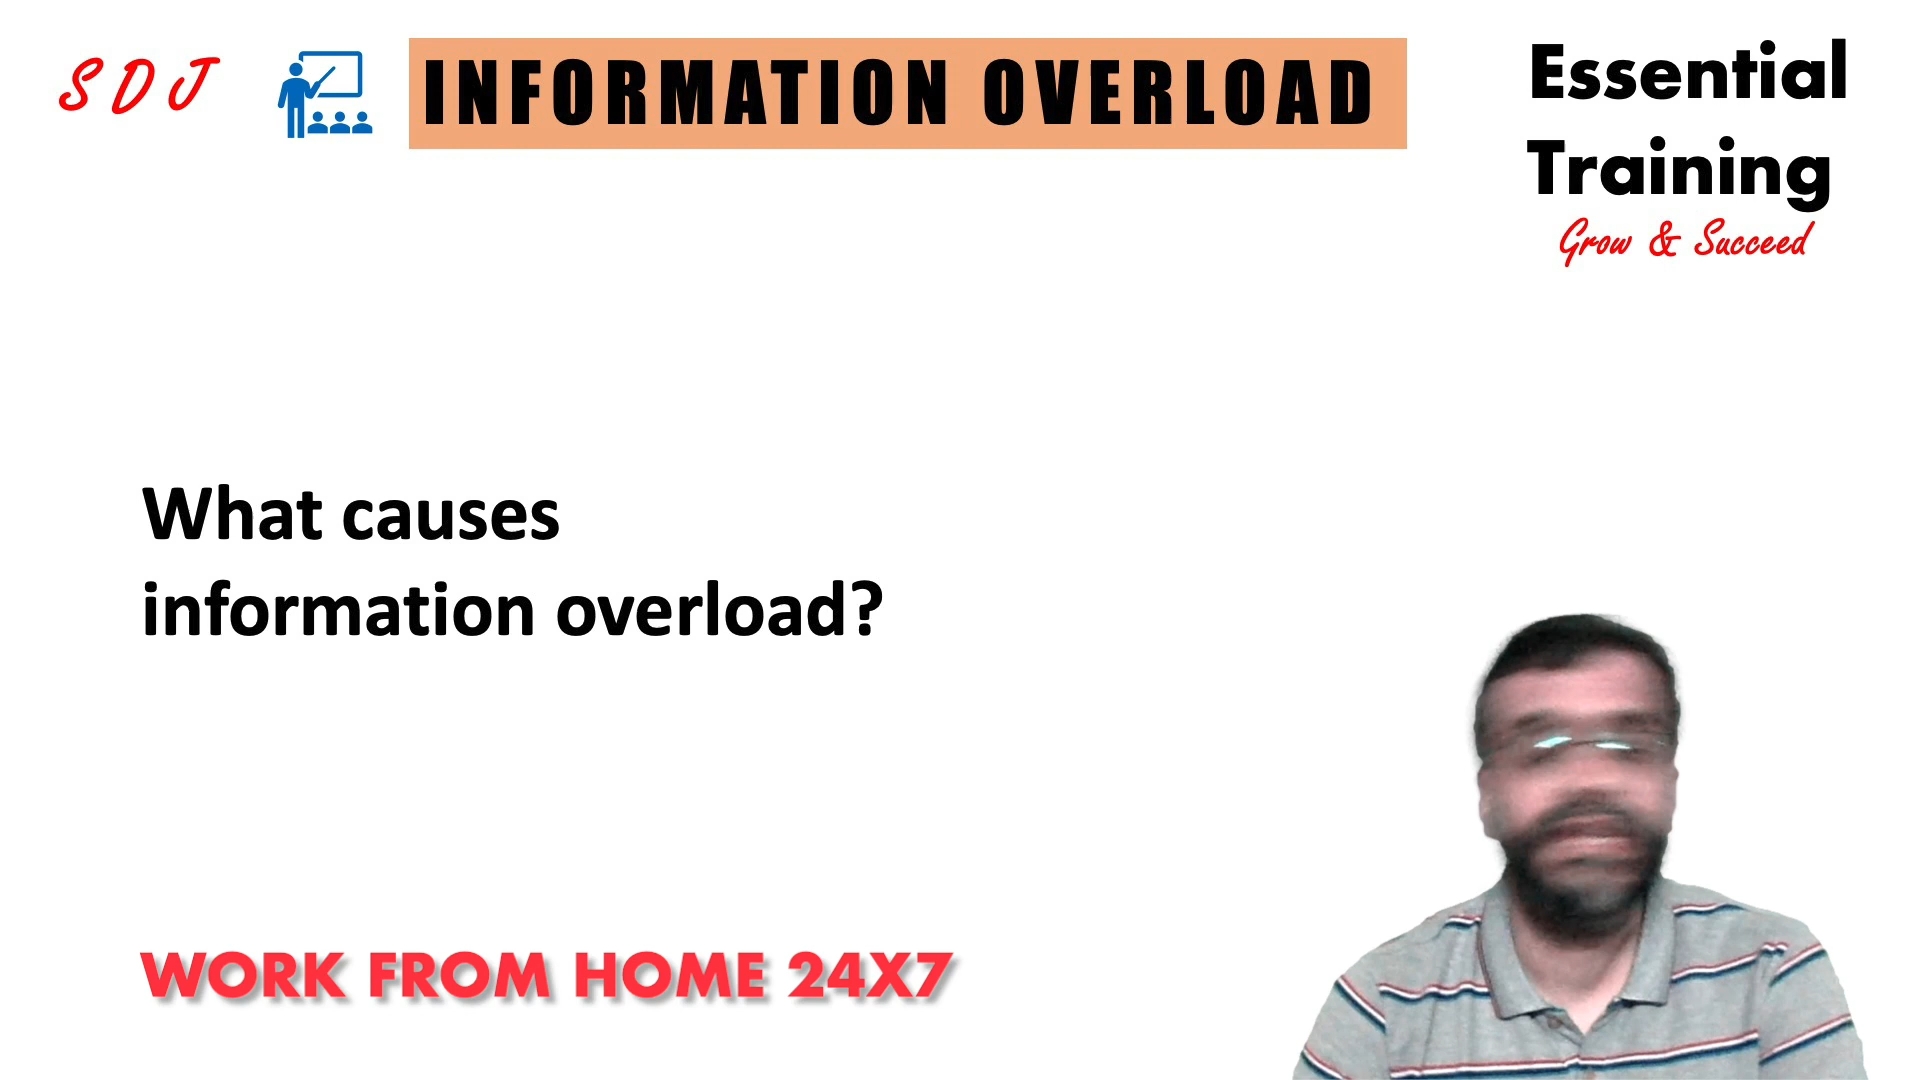 SDJ
INFORMATION OVERLOAD
Essential
Training
Grow & Succeed
What causes
information overload?
WORK FROM HOME 24X7